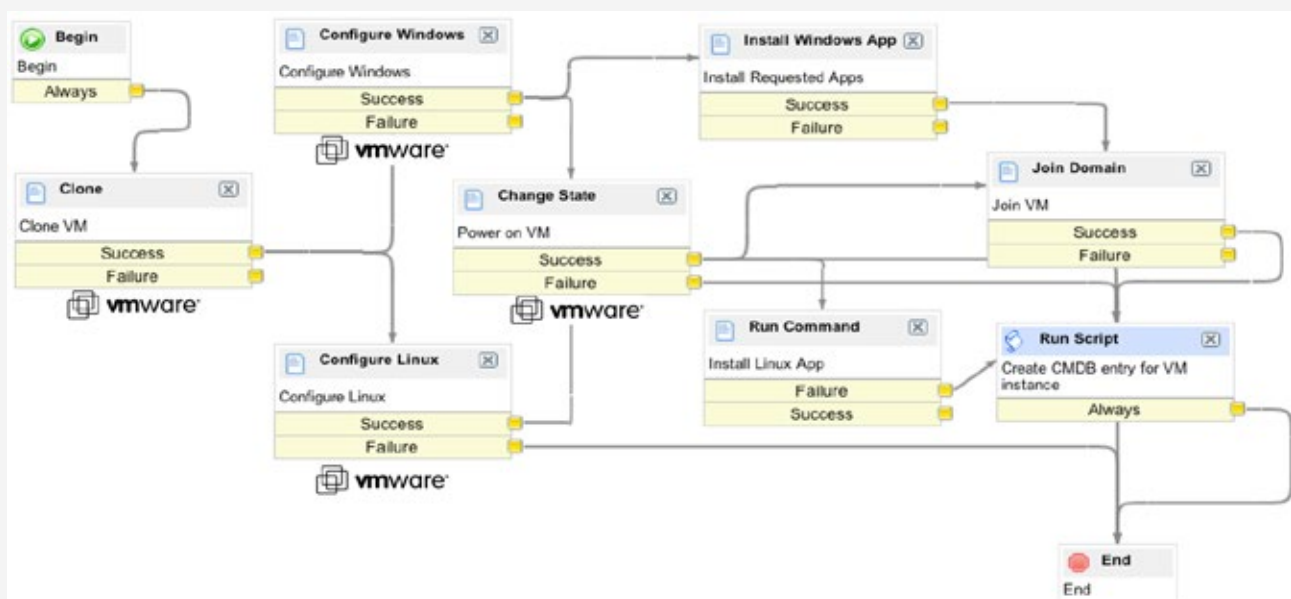 Begin
Begin
Always
Clone
Clone VM
Success
Failure
vmware
Configure Windows
Configure Windows
Success
Failure
vmware
Configure Linux
Configure Linux
Success
Failure
vmware
Change State
Power on VM
Success
Failure
vmware
Install Windows App
Install Requested Apps
Success
Failure
Run Command
Install Linux App
Failure
Success
Join Domain
Join VM
Success
Failure
Run Script
Create CMDB entry for VM
instance
Always
End
End